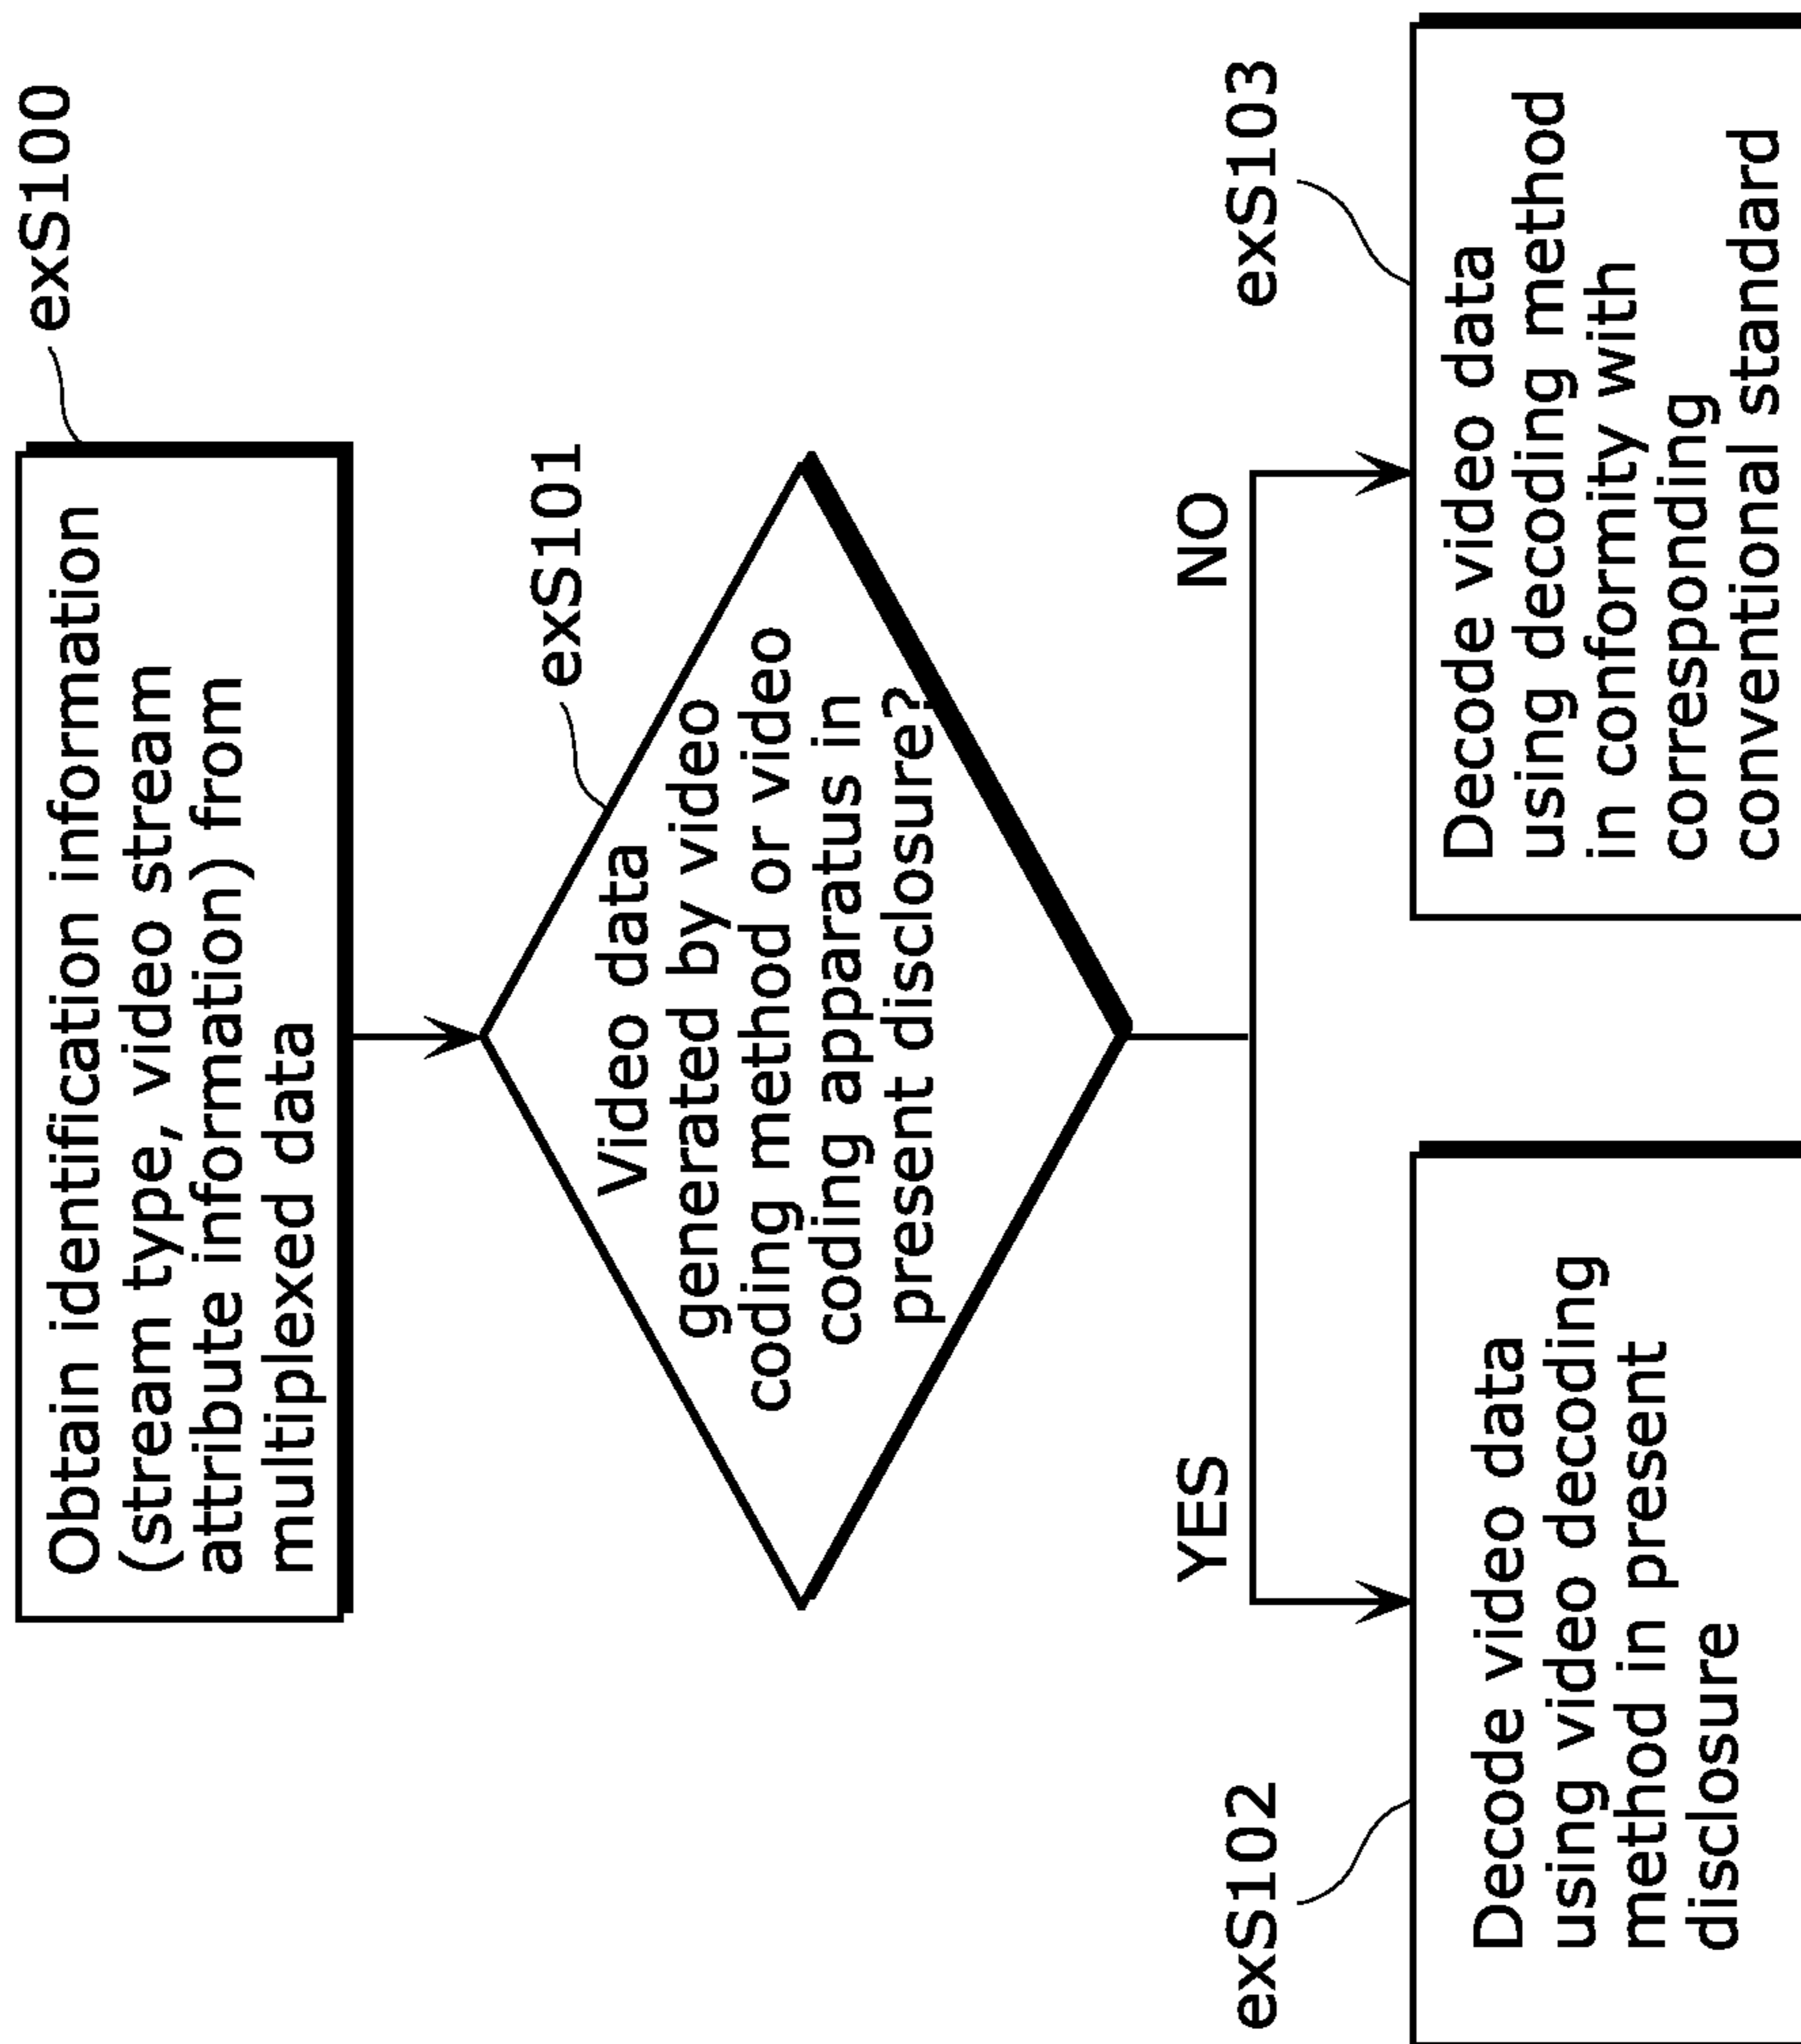 exS100
Obtain identification information
(stream type, video stream
attribute information) from
multiplexed data
exS101
Video data
generated by video
coding method or video
coding apparatus in
present disclosure?
YES
NO
exS102
Decode video data
using video decoding
method in present
disclosure
exS103
Decode video data
using decoding method
in conformity with
corresponding
conventional standard